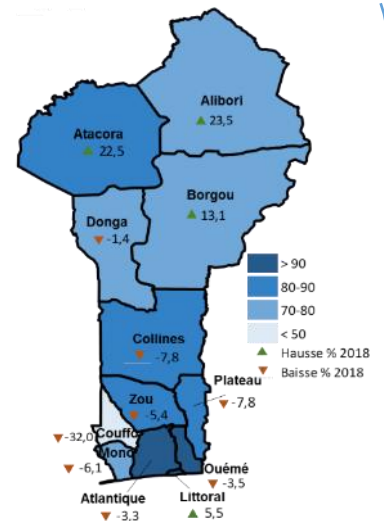 Alibori
23,5
Atacora
22,5
Borgou
13,1
Donga
-1,4
> 90
80-90
70-80
< 50
Hausse % 2018
Baisse % 2018
Collines
-7,8
Plateau
-7,8
Zou
-5,4
Couffo
-32,0
Mono
-6,1
Ouémé
-3,5
Atlantique
-3,3
Littoral
5,5